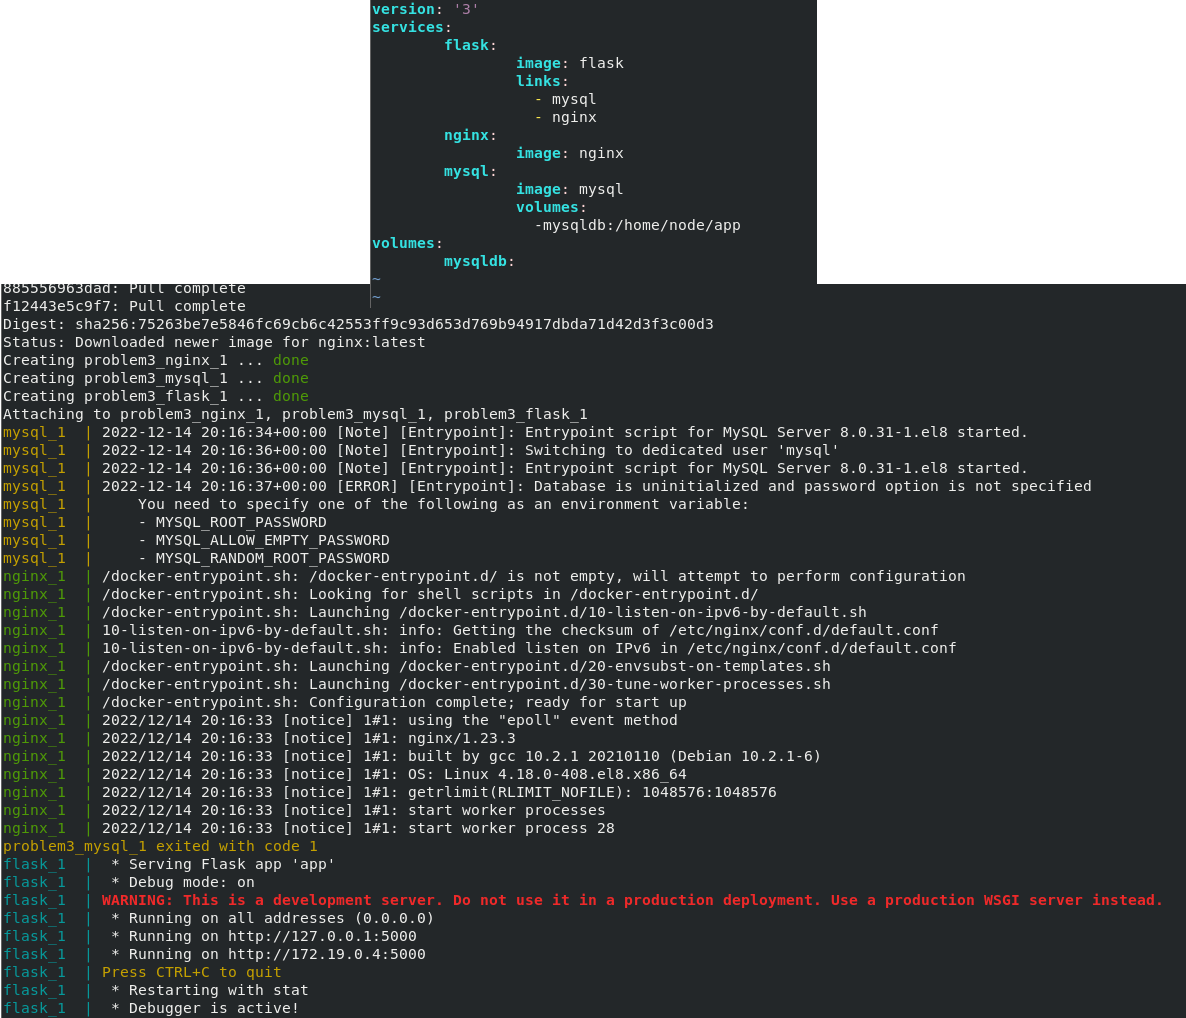 version: '3'
services:
flask:
image: flask
links:
- mysql
- nginx
nginx:
image: nginx
mysql:
image: mysql
volumes:
-mysqldb:/home/node/app
volumes:
mysqldb:
~
~
885556963dad: Pull complete
f12443e5c9f7: Pull complete
Digest: sha256:75263be7e5846fc69cb6c42553ff9c93d653d769b94917dbda71d42d3f3c00d3
Status: Downloaded newer image for nginx:latest
Creating problem3_nginx_1 ... done
Creating problem3_mysql_1 ... done
Creating problem3_flask_1 ... done
Attaching to problem3_nginx_1, problem3_mysql_1, problem3_flask_1
mysql_1  | 2022-12-14 20:16:34+00:00 [Note] [Entrypoint]: Entrypoint script for MySQL Server 8.0.31-1.el8 started.
mysql_1  | 2022-12-14 20:16:36+00:00 [Note] [Entrypoint]: Switching to dedicated user 'mysql'
mysql_1  | 2022-12-14 20:16:36+00:00 [Note] [Entrypoint]: Entrypoint script for MySQL Server 8.0.31-1.el8 started.
mysql_1  | 2022-12-14 20:16:37+00:00 [ERROR] [Entrypoint]: Database is uninitialized and password option is not specified
mysql_1  |     You need to specify one of the following as an environment variable:
mysql_1  |     - MYSQL_ROOT_PASSWORD
mysql_1  |     - MYSQL_ALLOW_EMPTY_PASSWORD
mysql_1  |     - MYSQL_RANDOM_ROOT_PASSWORD
nginx_1  | /docker-entrypoint.sh: /docker-entrypoint.d/ is not empty, will attempt to perform configuration
nginx_1  | /docker-entrypoint.sh: Looking for shell scripts in /docker-entrypoint.d/
nginx_1  | /docker-entrypoint.sh: Launching /docker-entrypoint.d/10-listen-on-ipv6-by-default.sh
nginx_1  | 10-listen-on-ipv6-by-default.sh: info: Getting the checksum of /etc/nginx/conf.d/default.conf
nginx_1  | 10-listen-on-ipv6-by-default.sh: info: Enabled listen on IPv6 in /etc/nginx/conf.d/default.conf
nginx_1  | /docker-entrypoint.sh: Launching /docker-entrypoint.d/20-envsubst-on-templates.sh
nginx_1  | /docker-entrypoint.sh: Launching /docker-entrypoint.d/30-tune-worker-processes.sh
nginx_1  | /docker-entrypoint.sh: Configuration complete; ready for start up
nginx_1  | 2022/12/14 20:16:33 [notice] 1#1: using the "epoll" event method
nginx_1  | 2022/12/14 20:16:33 [notice] 1#1: nginx/1.23.3
nginx_1  | 2022/12/14 20:16:33 [notice] 1#1: built by gcc 10.2.1 20210110 (Debian 10.2.1-6)
nginx_1  | 2022/12/14 20:16:33 [notice] 1#1: OS: Linux 4.18.0-408.el8.x86_64
nginx_1  | 2022/12/14 20:16:33 [notice] 1#1: getrlimit(RLIMIT_NOFILE): 1048576:1048576
nginx_1  | 2022/12/14 20:16:33 [notice] 1#1: start worker processes
nginx_1  | 2022/12/14 20:16:33 [notice] 1#1: start worker process 28
problem3_mysql_1 exited with code 1
flask_1  |  * Serving Flask app 'app'
flask_1  |  * Debug mode: on
flask_1  | WARNING: This is a development server. Do not use it in a production deployment. Use a production WSGI server instead.
flask_1  |  * Running on all addresses (0.0.0.0)
flask_1  |  * Running on http://127.0.0.1:5000
flask_1  |  * Running on http://172.19.0.4:5000
flask_1  | Press CTRL+C to quit
flask_1  |  * Restarting with stat
flask_1  |  * Debugger is active!